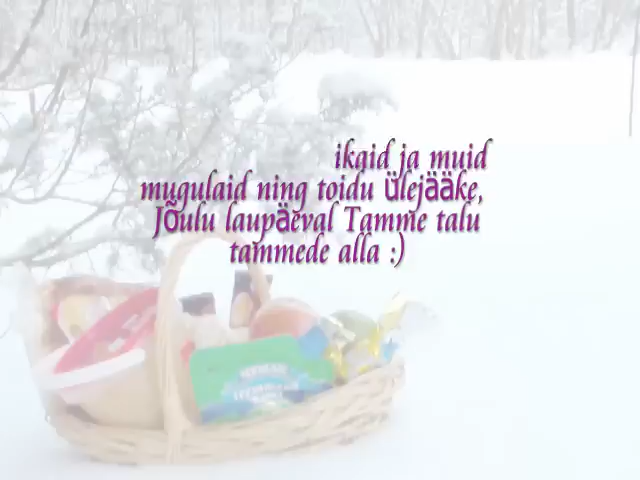 ikaid ja muid
mugulaid ning toidu ülejääke,
Jõulu laupäeval Tamme talu
tammede alla :)